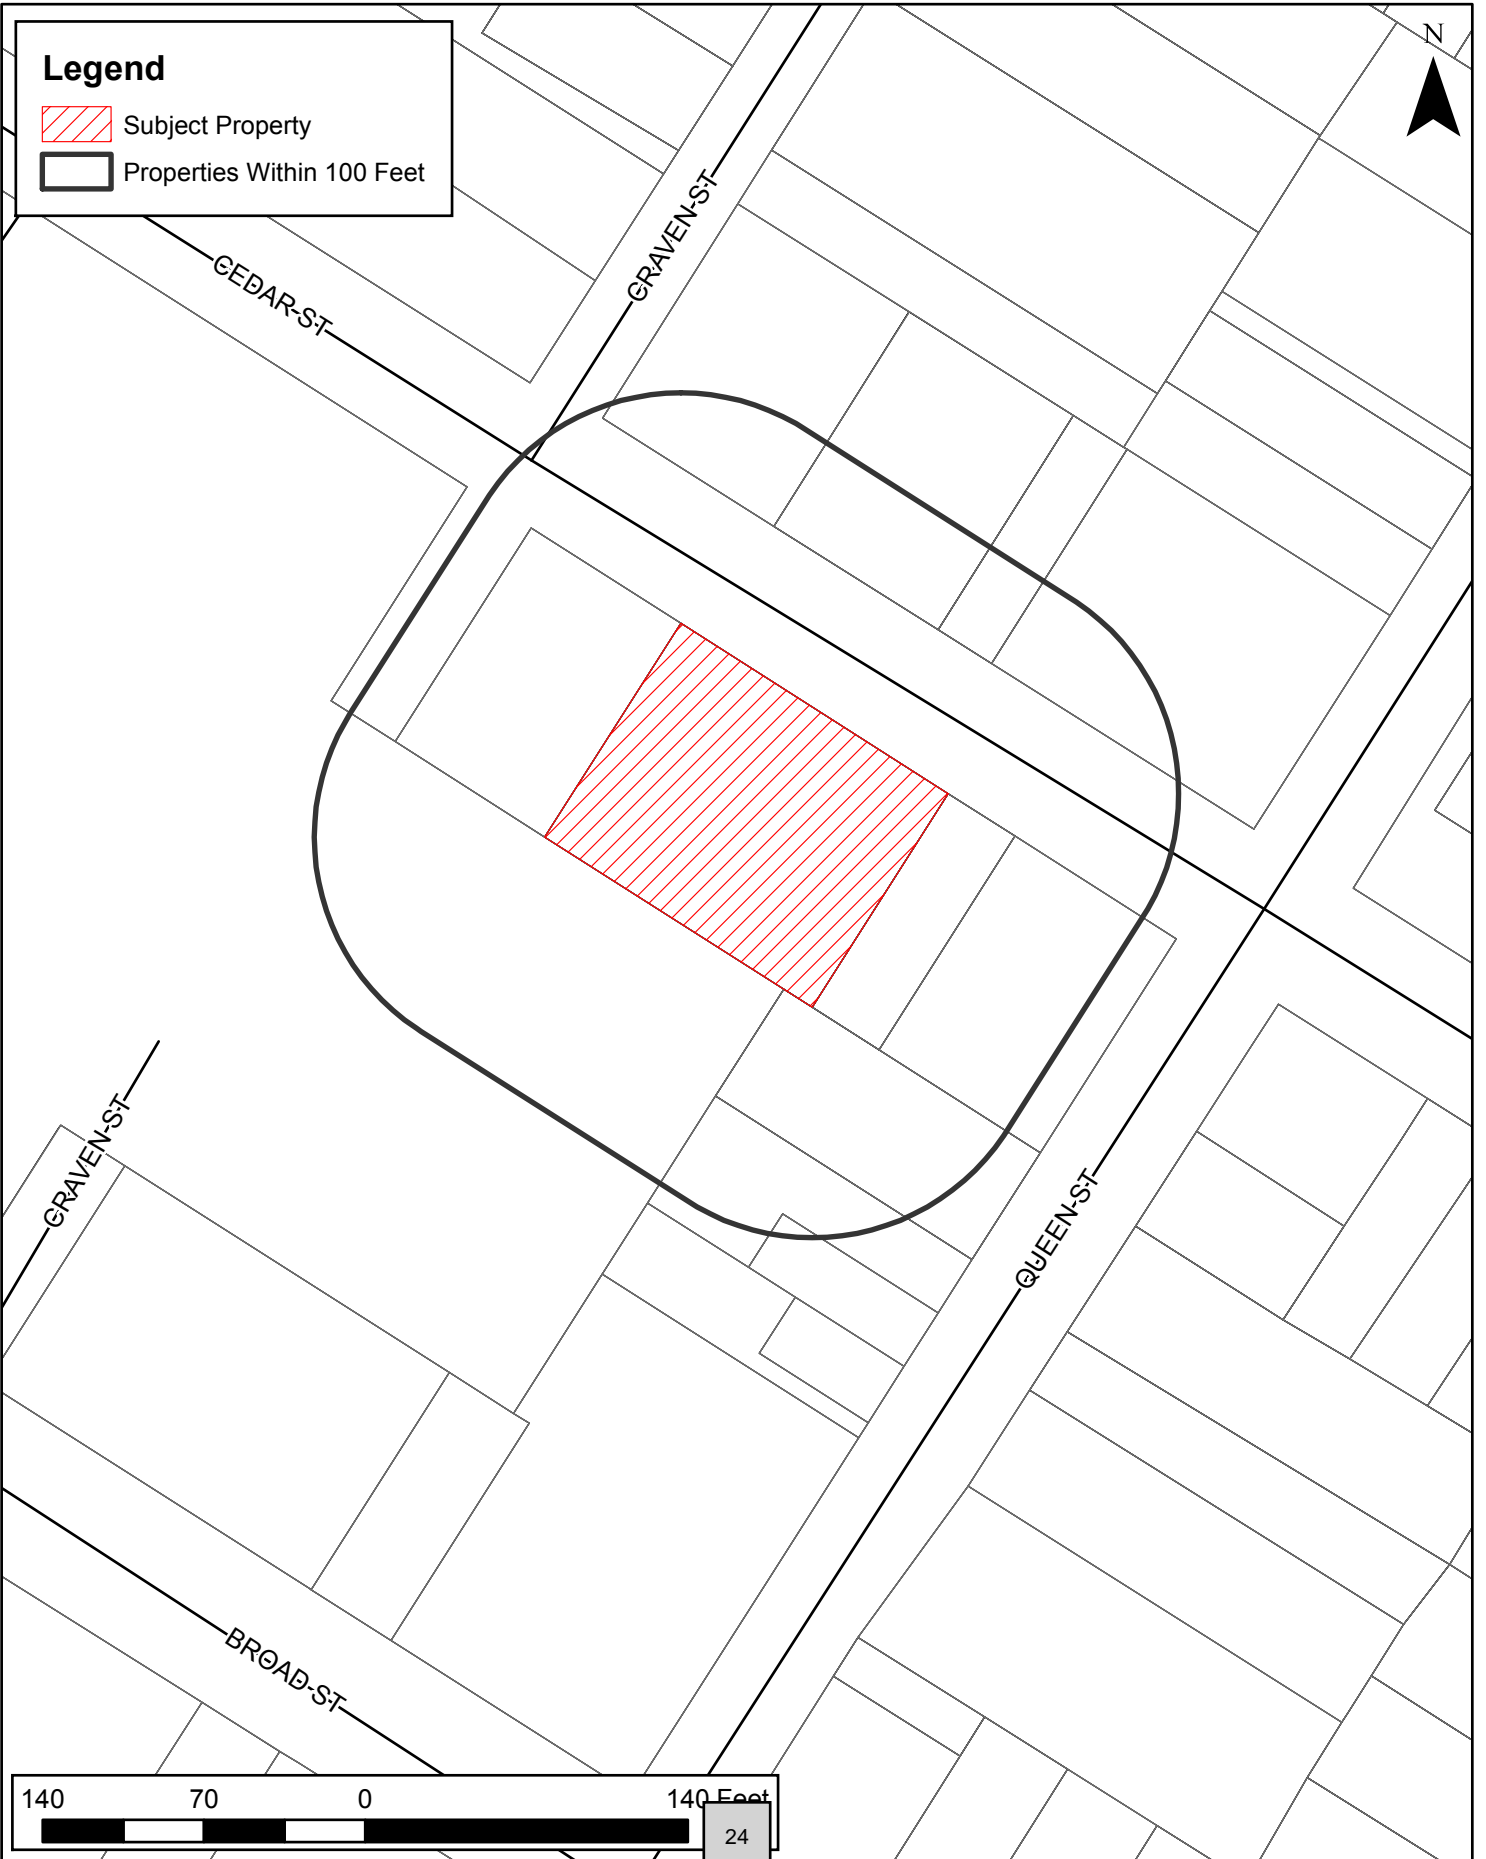 Legend
Subject Property
Properties Within 100 Feet
N
GRAVEN ST
CEDAR ST
GRAVEN ST
QUEEN ST
BROAD ST
140 70 0 140 Feet
24